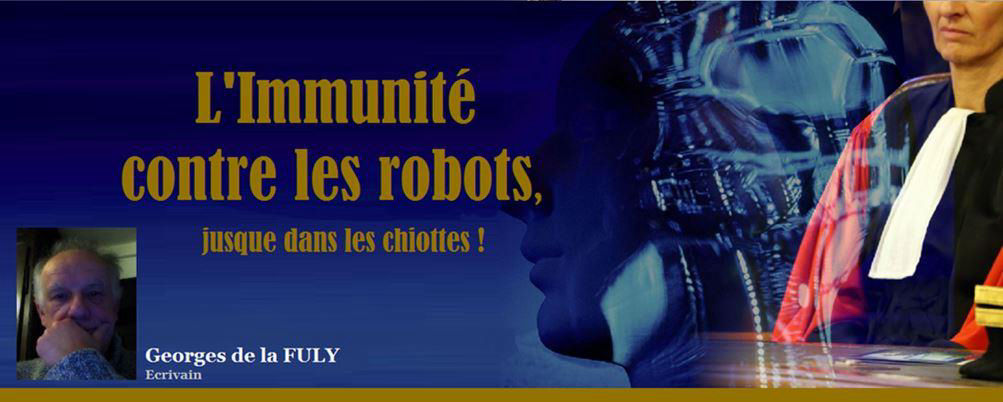 L'Immunité
contre les robots,
jusque dans les chiottes !
Georges de la FULY
Ecrivain